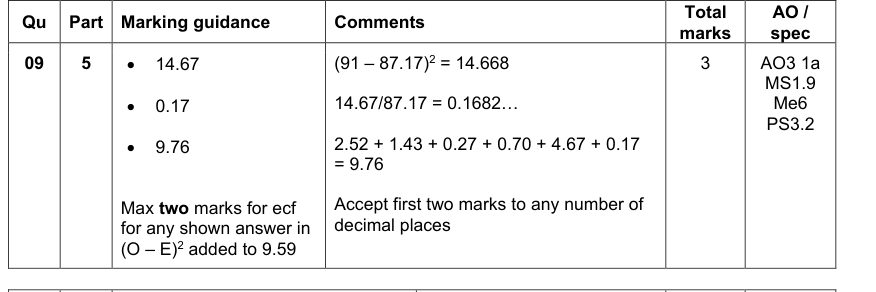 Qu Part Marking guidance Comments Total marks AO / spec
09 5 • 14.67 (91 – 87.17)² = 14.668 3 AO3 1a
MS1.9
• 0.17 14.67/87.17 = 0.1682… Me6
PS3.2
• 9.76 2.52 + 1.43 + 0.27 + 0.70 + 4.67 + 0.17
= 9.76
Max two marks for ecf
for any shown answer in
(O – E)² added to 9.59
Accept first two marks to any number of
decimal places